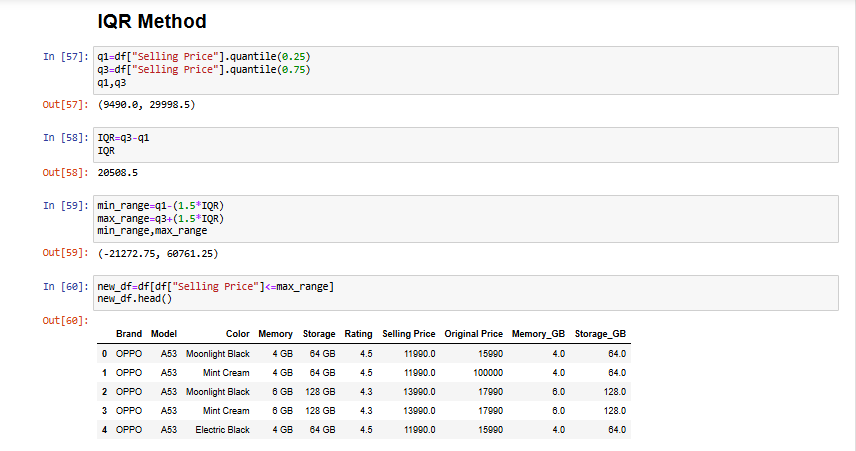 IQR Method
In [57]: q1=df["Selling Price"].quantile(0.25)
q3=df["Selling Price"].quantile(0.75)
q1,q3
Out[57]: (9490.0, 29998.5)
In [58]: IQR=q3-q1
IQR
Out[58]: 20508.5
In [59]: min_range=q1-(1.5*IQR)
max_range=q3+(1.5*IQR)
min_range,max_range
Out[59]: (-21272.75, 60761.25)
In [60]: new_df=df[df["Selling Price"]<=max_range]
new_df.head()
Out[60]:
Brand Model Color Memory Storage Rating Selling Price Original Price Memory_GB Storage_GB
0 OPPO A53 Moonlight Black 4 GB 64 GB 4.5 11990.0 15990 4.0 64.0
1 OPPO A53 Mint Cream 4 GB 64 GB 4.5 11990.0 100000 4.0 64.0
2 OPPO A53 Moonlight Black 6 GB 128 GB 4.3 13990.0 17990 6.0 128.0
3 OPPO A53 Mint Cream 6 GB 128 GB 4.3 13990.0 17990 6.0 128.0
4 OPPO A53 Electric Black 4 GB 64 GB 4.5 11990.0 15990 4.0 64.0